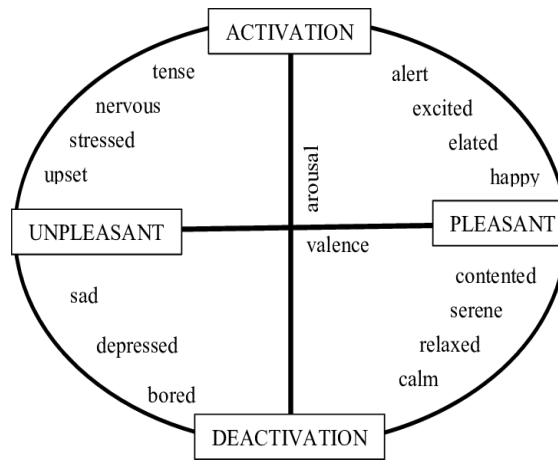 ACTIVATION
tense
alert
nervous
excited
stressed
elated
upset
happy
arousal
UNPLEASANT
PLEASANT
valence
contented
sad
serene
depressed
relaxed
calm
bored
DEACTIVATION